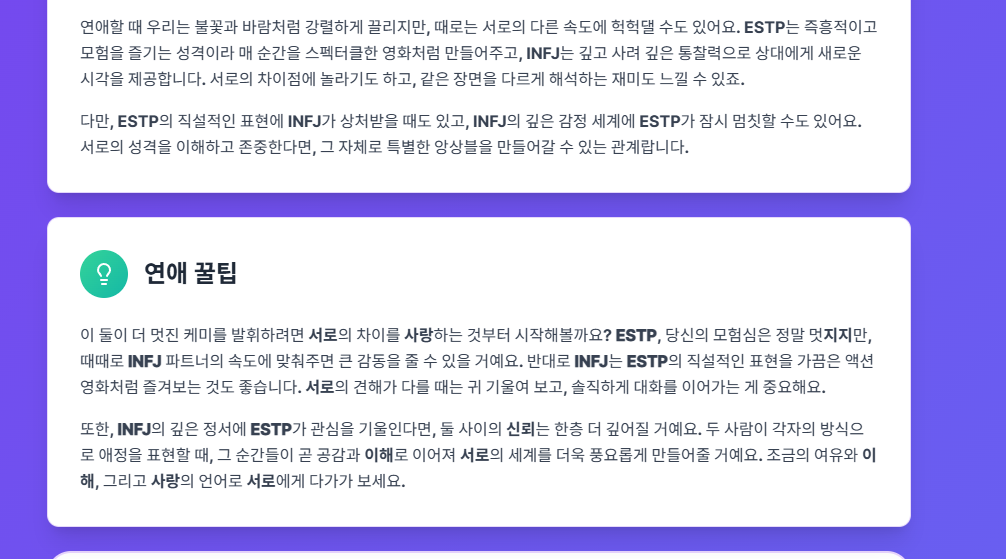 연애할 때 우리는 불꽃과 바람처럼 강렬하게 끌리지만, 때로는 서로의 다른 속도에 헉헉댈 수도 있어요. ESTP는 즉흥적이고
모험을 즐기는 성격이라 매 순간을 스펙터클한 영화처럼 만들어주고, INFJ는 깊고 사려 깊은 통찰력으로 상대에게 새로운
시각을 제공합니다. 서로의 차이점에 놀라기도 하고, 같은 장면을 다르게 해석하는 재미도 느낄 수 있죠.
다만, ESTP의 직설적인 표현에 INFJ가 상처받을 때도 있고, INFJ의 깊은 감정 세계에 ESTP가 잠시 멈칫할 수도 있어요.
서로의 성격을 이해하고 존중한다면, 그 자체로 특별한 앙상블을 만들어갈 수 있는 관계랍니다.
연애 꿀팁
이 둘이 더 멋진 케미를 발휘하려면 서로의 차이를 사랑하는 것부터 시작해볼까요? ESTP, 당신의 모험심은 정말 멋지지만,
때때로 INFJ 파트너의 속도에 맞춰주면 큰 감동을 줄 수 있을 거예요. 반대로 INFJ는 ESTP의 직설적인 표현을 가끔은 액션
영화처럼 즐겨보는 것도 좋습니다. 서로의 견해가 다를 때는 귀 기울여 보고, 솔직하게 대화를 이어가는 게 중요해요.
또한, INFJ의 깊은 정서에 ESTP가 관심을 기울인다면, 둘 사이의 신뢰는 한층 더 깊어질 거예요. 두 사람이 각자의 방식으
로 애정을 표현할 때, 그 순간들이 곧 공감과 이해로 이어져 서로의 세계를 더욱 풍요롭게 만들어줄 거예요. 조금의 여유와 이
해, 그리고 사랑의 언어로 서로에게 다가가 보세요.